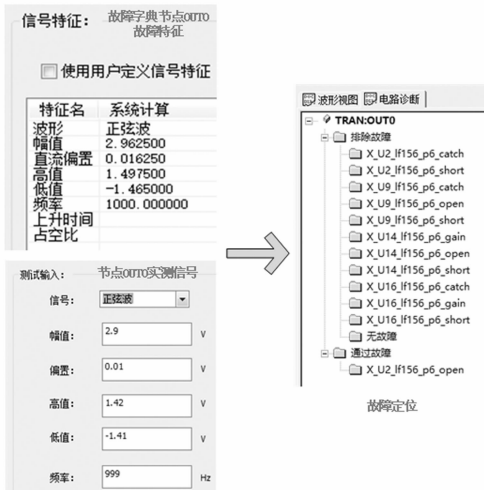 信号特征：
故障字典节点OUT0
故障特征
使用用户定义信号特征
特征名 系统计算
波形 正弦波
幅值 2.962500
直流偏置 0.016250
高值 1.497500
低值 -1.465000
频率 1000.000000
上升时间
占空比
测试输入：
节点OUT0实测信号
信号： 正弦波
幅值： 2.9 V
偏置： 0.01 V
高值： 1.42 V
低值： -1.41 V
频率： 999 Hz
波形视图 电路诊断
TRAN:OUT0
排除故障
X_U2_lf156_p6_catch
X_U2_lf156_p6_short
X_U9_lf156_p6_catch
X_U9_lf156_p6_open
X_U9_lf156_p6_short
X_U14_lf156_p6_gain
X_U14_lf156_p6_open
X_U14_lf156_p6_short
X_U16_lf156_p6_catch
X_U16_lf156_p6_gain
X_U16_lf156_p6_short
无故障
通过故障
X_U2_lf156_p6_open
故障定位